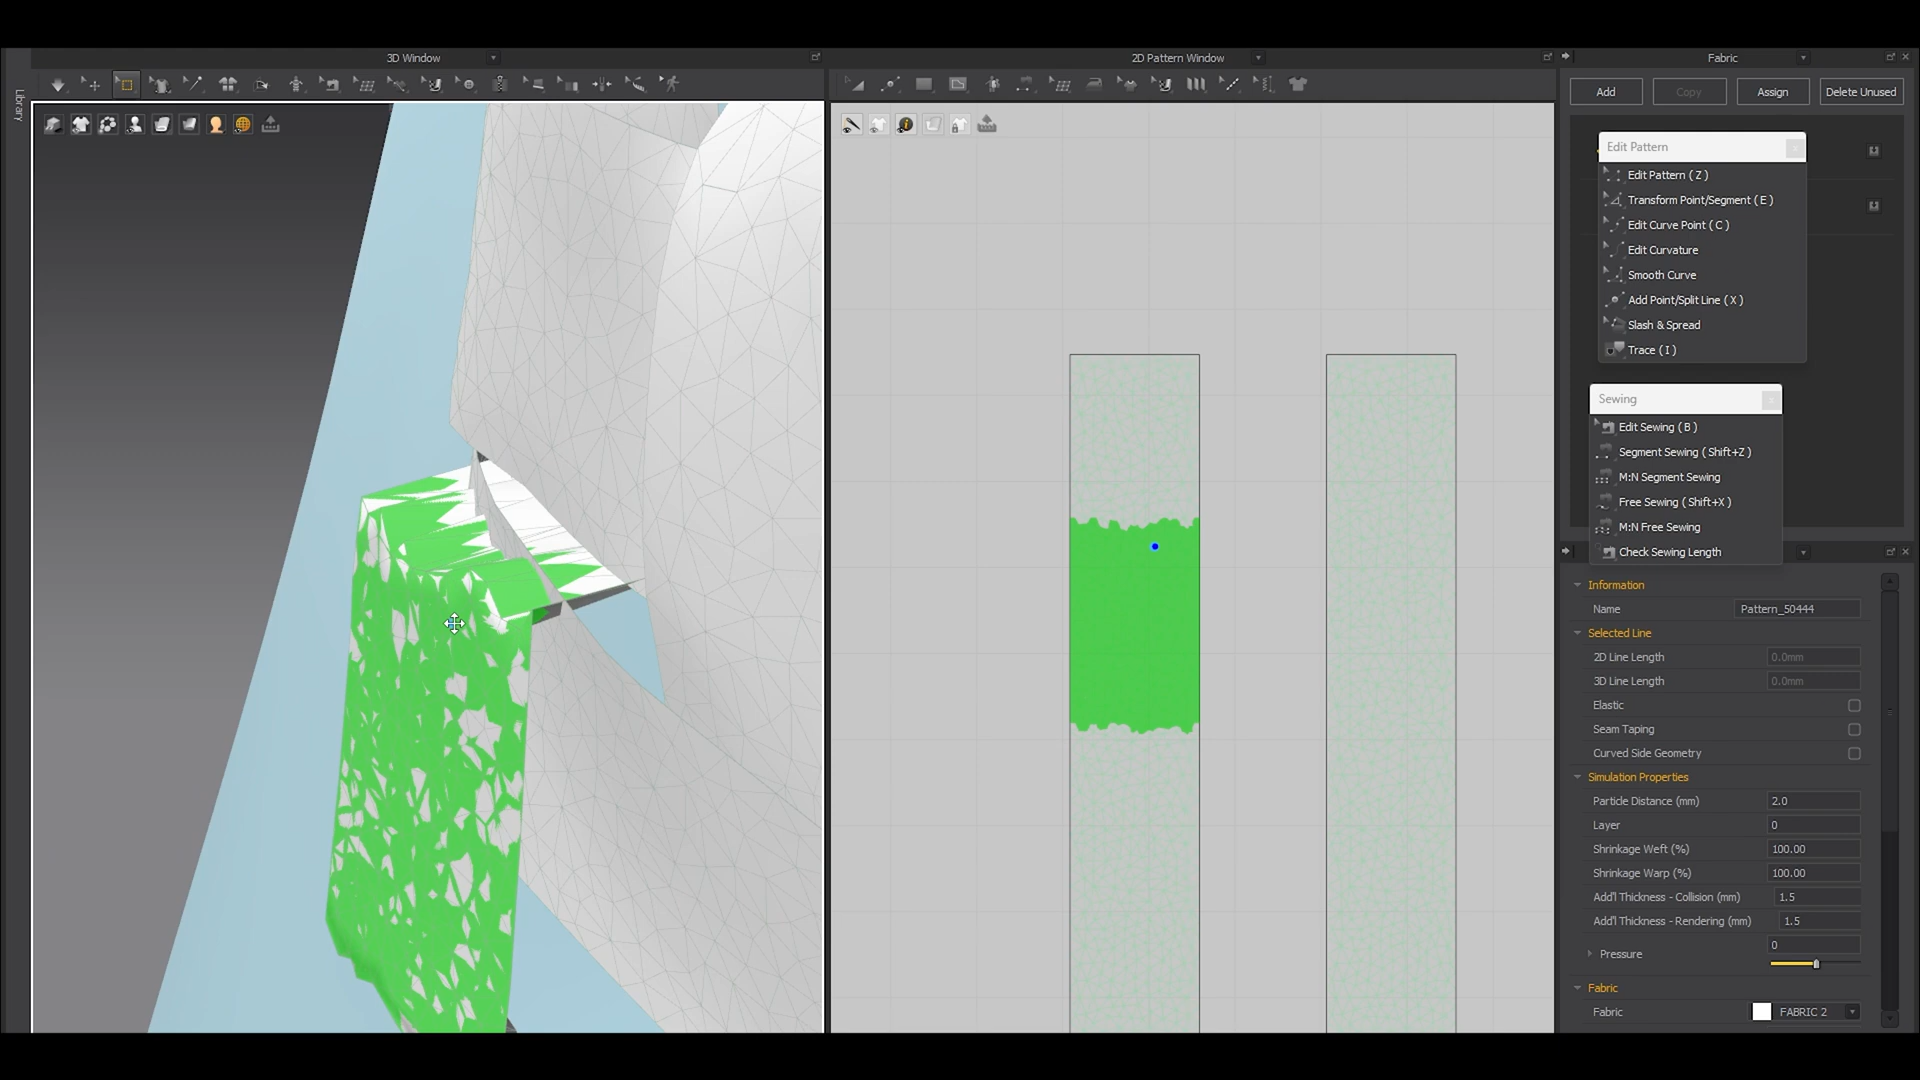 3D Window
2D Pattern Window
Fabric
Library
Add
Copy
Assign
Delete Unused
Edit Pattern
x
Edit Pattern ( Z )
Transform Point/Segment ( E )
Edit Curve Point ( C )
Edit Curvature
Smooth Curve
Add Point/Split Line ( X )
Slash & Spread
Trace ( I )
Sewing
x
Edit Sewing ( B )
Segment Sewing ( Shift+Z )
M:N Segment Sewing
Free Sewing ( Shift+X )
M:N Free Sewing
Check Sewing Length
Information
Name Pattern_50444
Selected Line
2D Line Length 0.0mm
3D Line Length 0.0mm
Elastic
Seam Taping
Curved Side Geometry
Simulation Properties
Particle Distance (mm) 2.0
Layer 0
Shrinkage Weft (%) 100.00
Shrinkage Warp (%) 100.00
Add'l Thickness - Collision (mm) 1.5
Add'l Thickness - Rendering (mm) 1.5
Pressure 0
Fabric
Fabric FABRIC 2